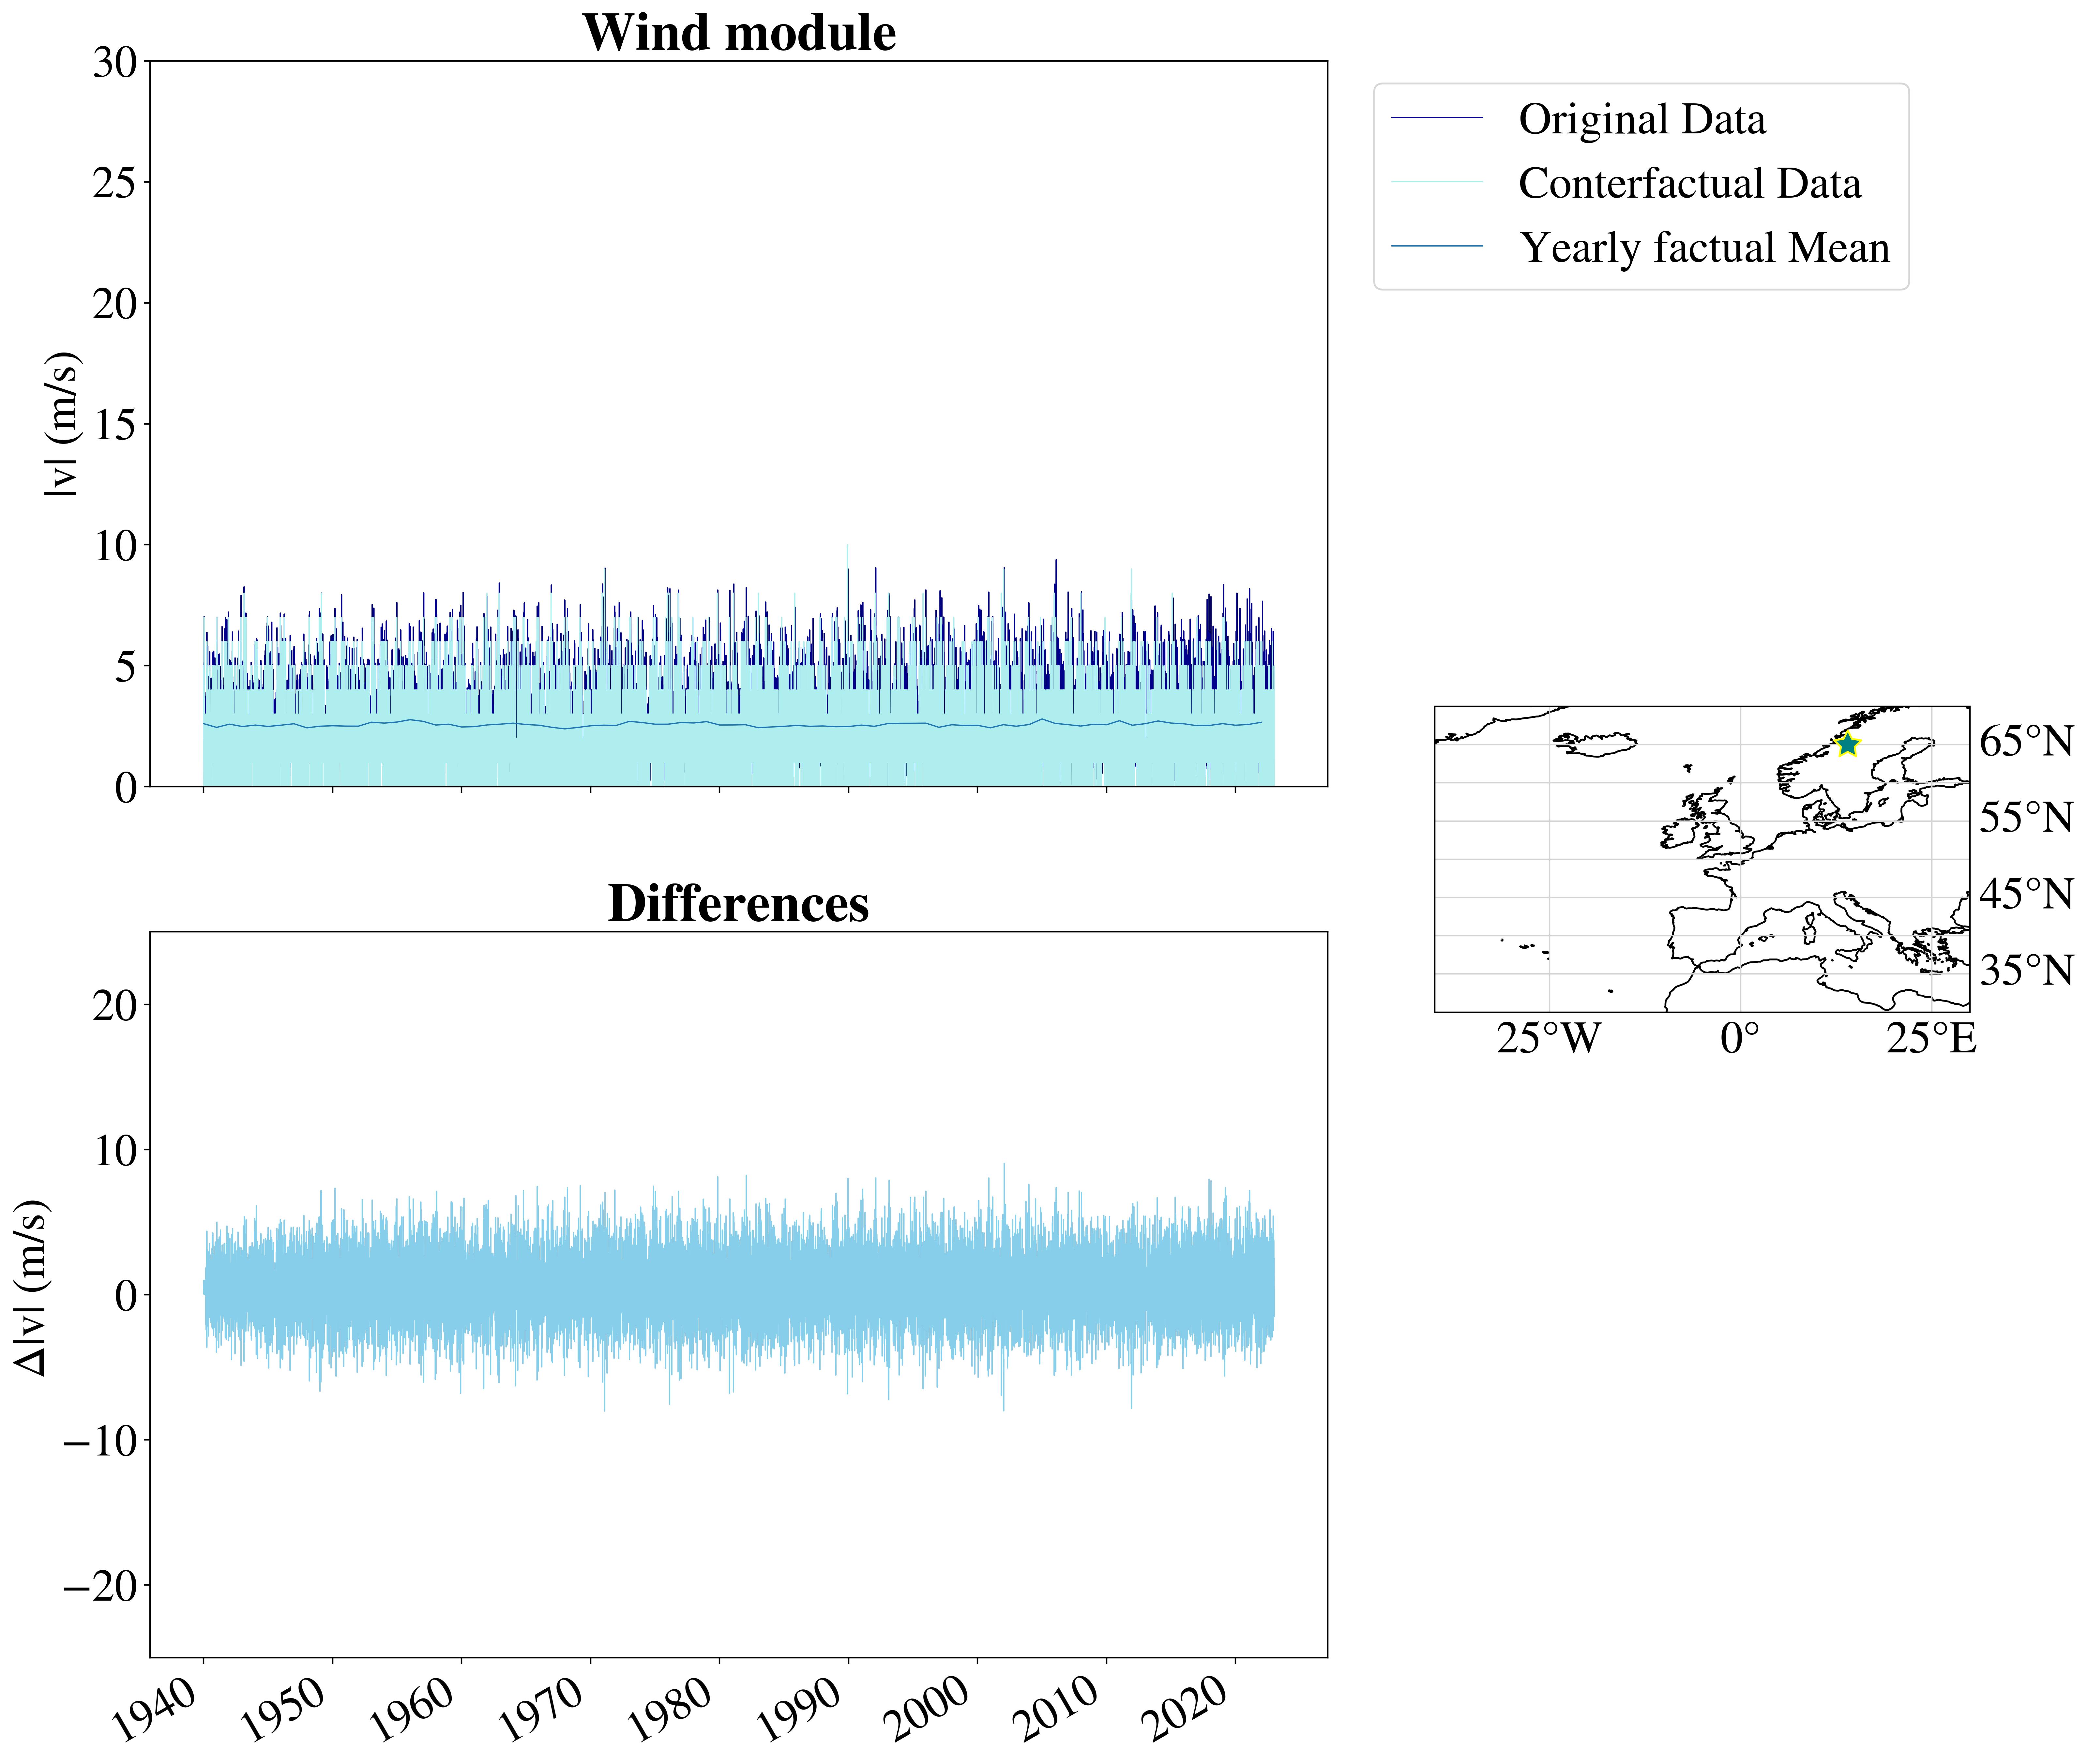 Wind module
30
25
20
15
10
5
0
|v| (m/s)
Original Data
Conterfactual Data
Yearly factual Mean
65°N
55°N
45°N
35°N
25°W 0° 25°E
Differences
20
10
0
−10
−20
Δ|v| (m/s)
1940 1950 1960 1970 1980 1990 2000 2010 2020